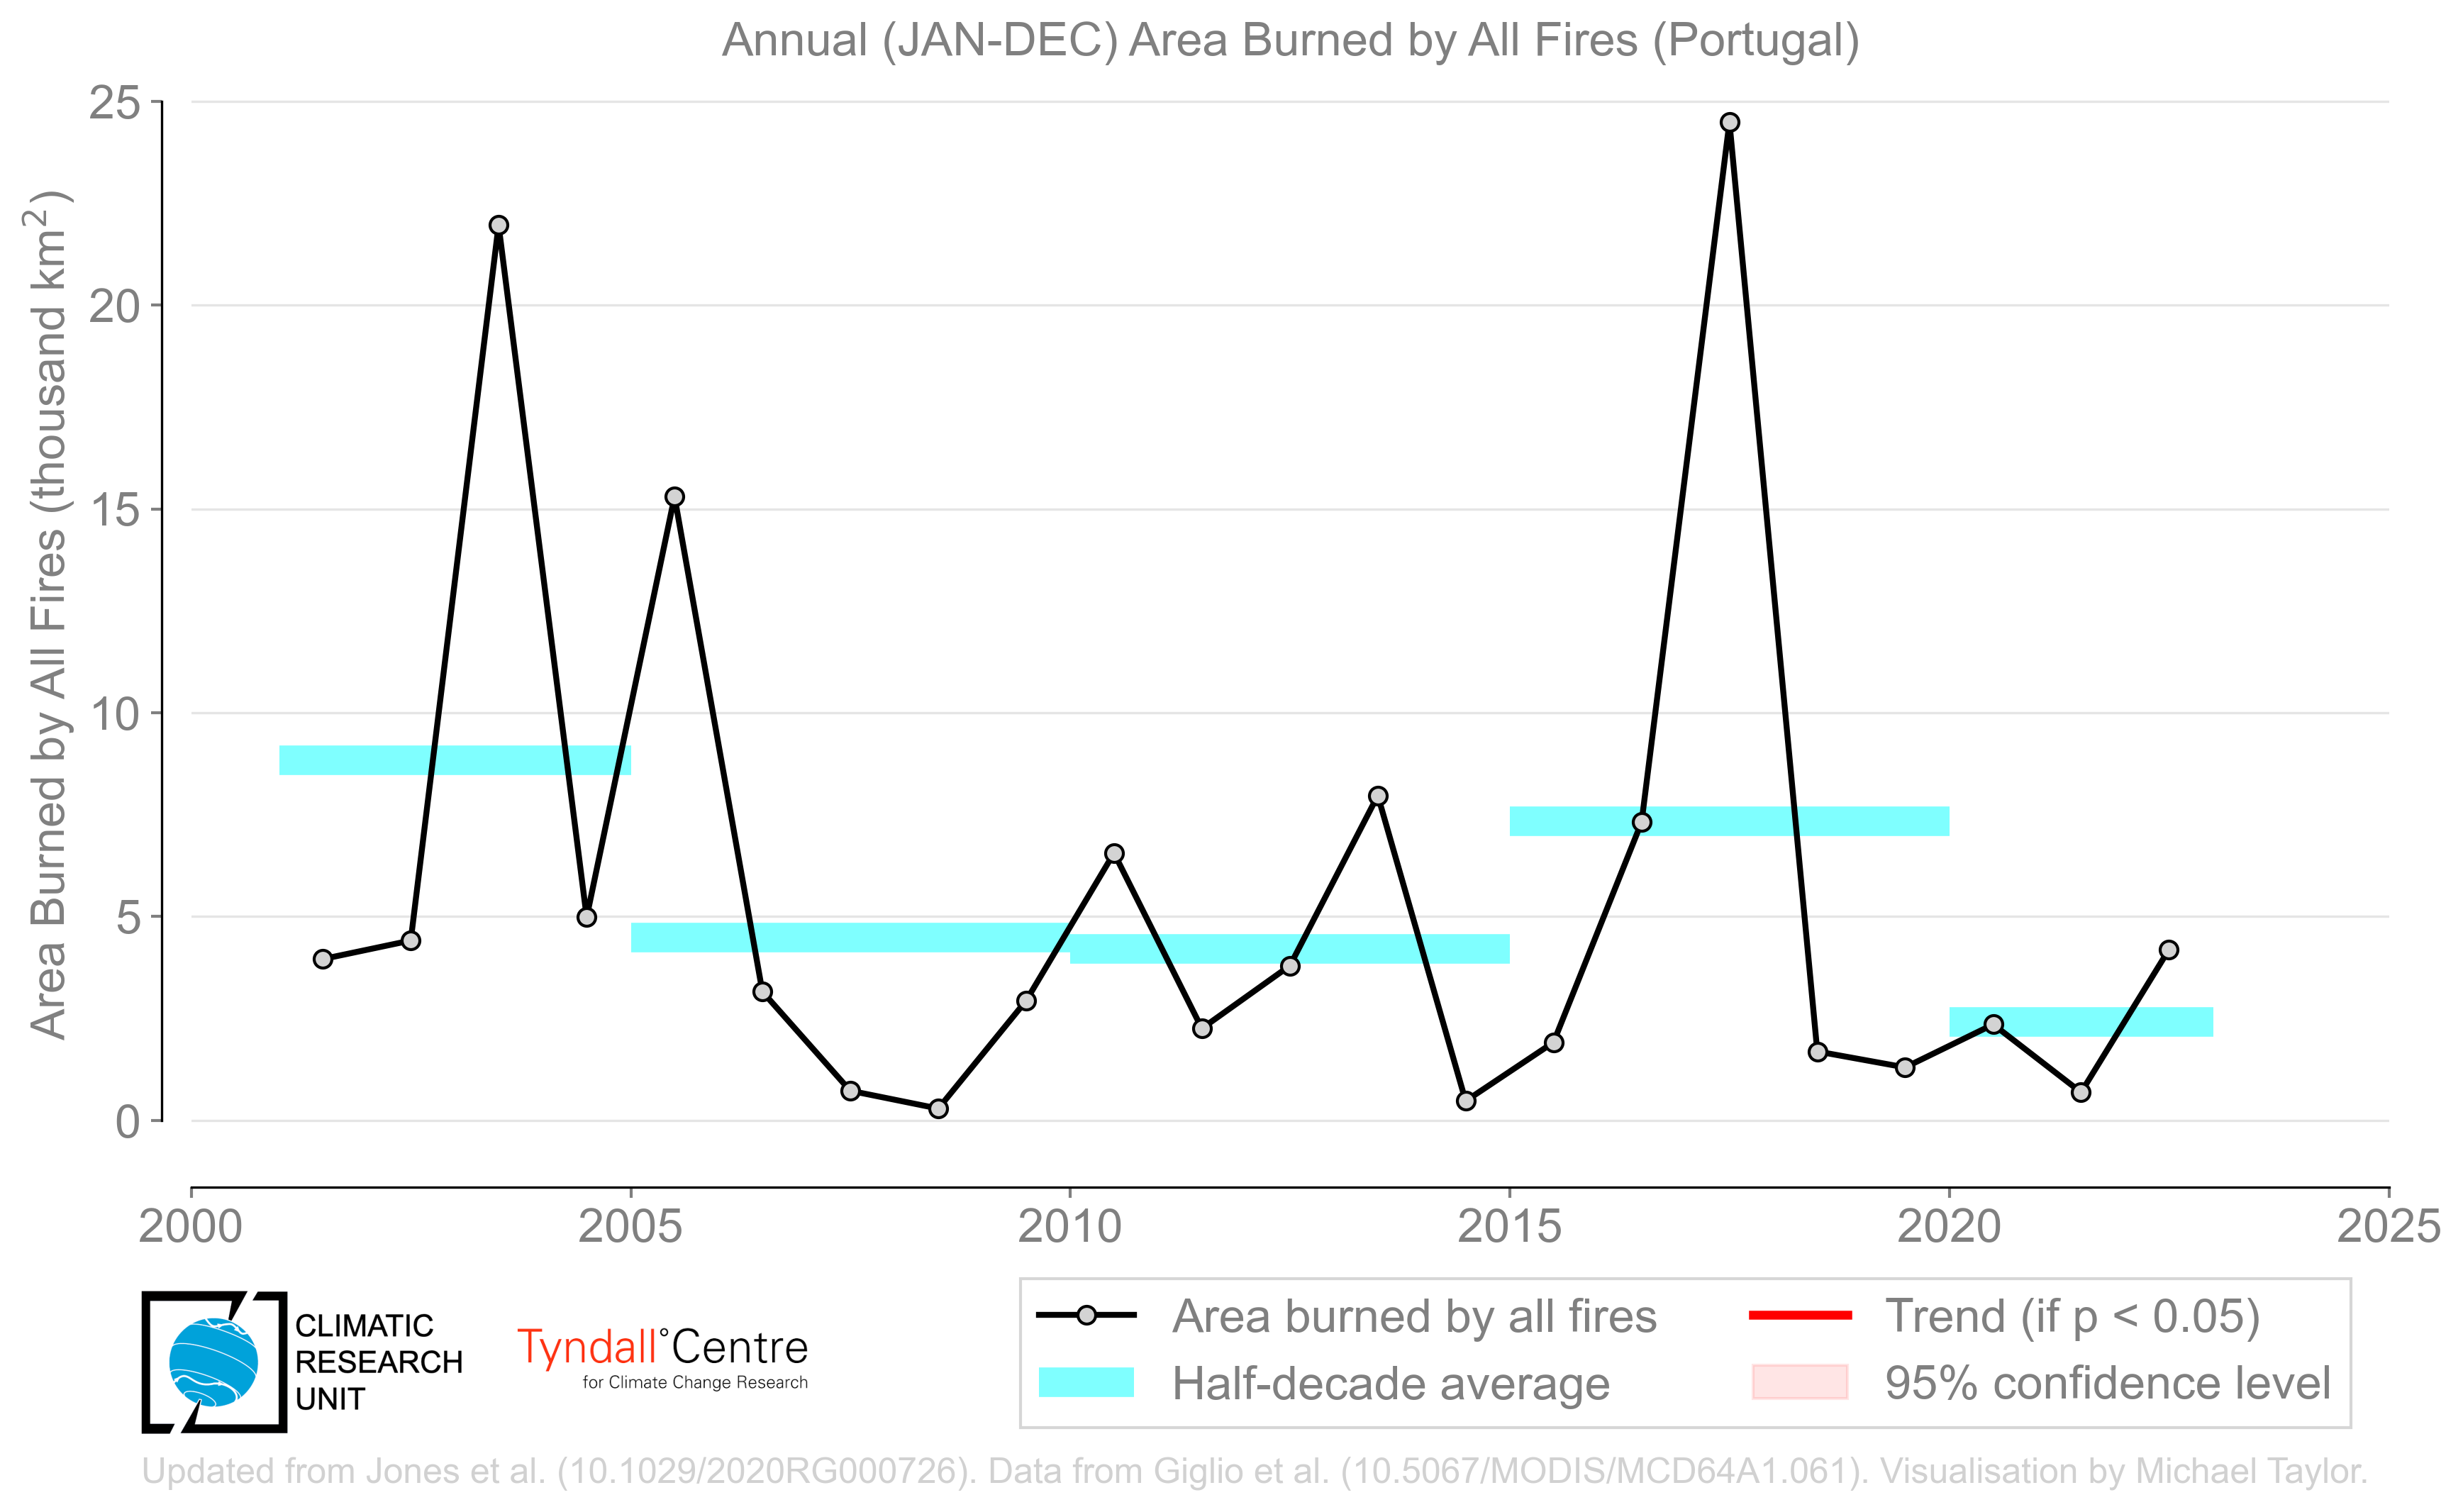 Annual (JAN-DEC) Area Burned by All Fires (Portugal)
Area Burned by All Fires (thousand km²)
25
20
15
10
5
0
2000 2005 2010 2015 2020 2025
CLIMATIC
RESEARCH
UNIT
Tyndall°Centre
for Climate Change Research
Area burned by all fires
Half-decade average
Trend (if p < 0.05)
95% confidence level
Updated from Jones et al. (10.1029/2020RG000726). Data from Giglio et al. (10.5067/MODIS/MCD64A1.061). Visualisation by Michael Taylor.